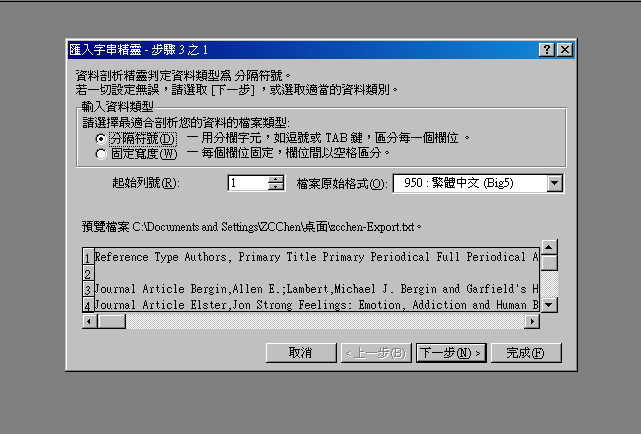 匯入字串精靈 - 步驟 3 之 1
資料剖析精靈判定資料類型為 分隔符號。
若一切設定無誤，請選取 [下一步]，或選取適當的資料類別。
輸入資料類型
請選擇最適合剖析您的資料的檔案類型:
分隔符號(D) — 用分欄字元，如逗號或 TAB 鍵，區分每一個欄位 。
固定寬度(W) — 每個欄位固定，欄位間以空格區分。
起始列號(R): 1 檔案原始格式(O): 950 : 繁體中文 (Big5)
預覽檔案 C:\Documents and Settings\ZCChen\桌面\zcchen-Export.txt。
1 Reference Type Authors, Primary Title Primary Periodical Full Periodical A
2
3 Journal Article Bergin,Allen E.;Lambert,Michael J. Bergin and Garfield's H
4 Journal Article Elster,Jon Strong Feelings: Emotion, Addiction and Human B
取消 < 上一步(B) 下一步(N) > 完成(F)